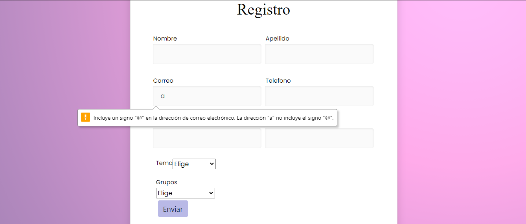 Registro
Nombre Apellido
Correo Telefono
a
Incluye un signo "@" en la dirección de correo electrónico. La dirección "a" no incluye el signo "@".
Tema Elige
Grupos
Elige
Enviar